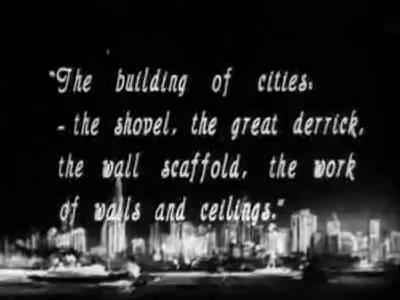 "The building of cities:
- the shovel, the great derrick,
the wall scaffold, the work
of walls and ceilings."